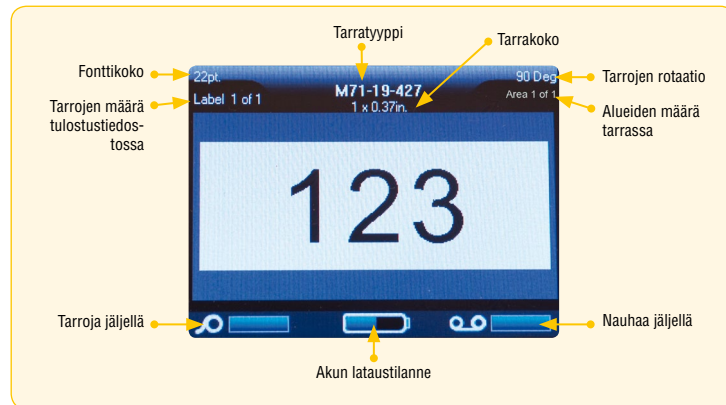 Tarratyyppi
Tarrakoko
Fonttikoko
22pt.
90 Deg
Tarrojen rotaatio
M71-19-427
Tarrojen määrä
tulostustiedos-
tossa
Label 1 of 1
1 x 0.37in.
Area 1 of 1
Alueiden määrä
tarrassa
123
Tarroja jäljellä
Nauhaa jäljellä
Akun lataustilanne